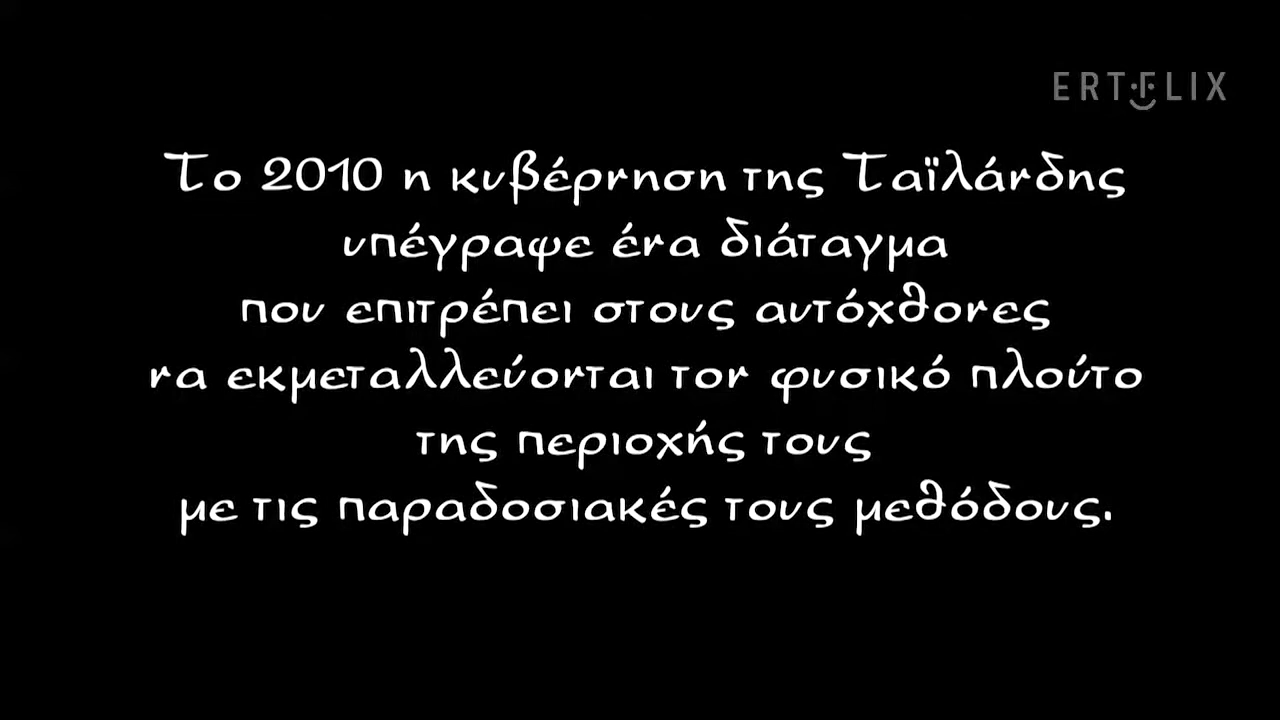 ERTFLIX
Το 2010 η κυβέρνηση της Ταϊλάνδης
υπέγραψε ένα διάταγμα
που επιτρέπει στους αυτόχθονες
να εκμεταλλεύονται τον φυσικό πλούτο
της περιοχής τους
με τις παραδοσιακές τους μεθόδους.